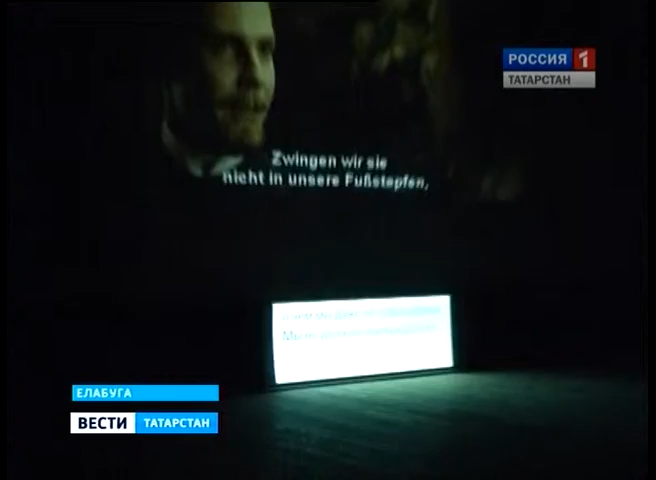 РОССИЯ 1
ТАТАРСТАН
Zwingen wir sie
nicht in unsere Fußstapfen,
ЕЛАБУГА
ВЕСТИ ТАТАРСТАН